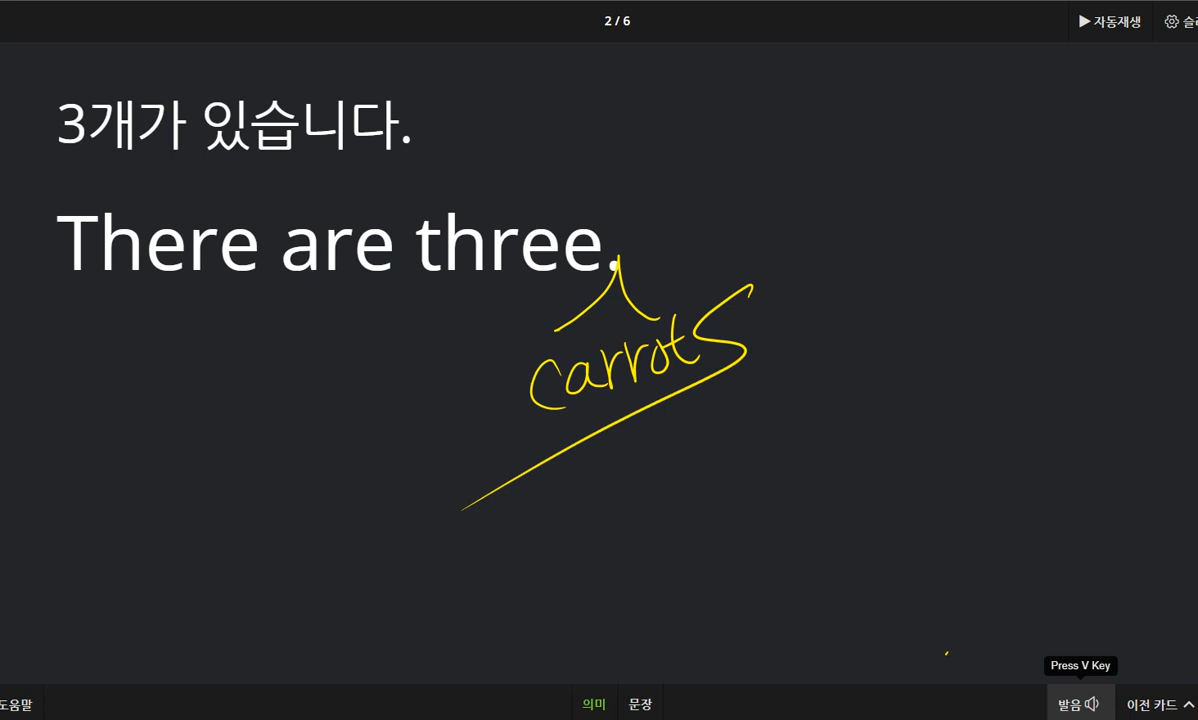 2 / 6
▶ 자동재생
3개가 있습니다.
There are three.
carrots
Press V Key
도움말
의미
문장
발음
이전 카드